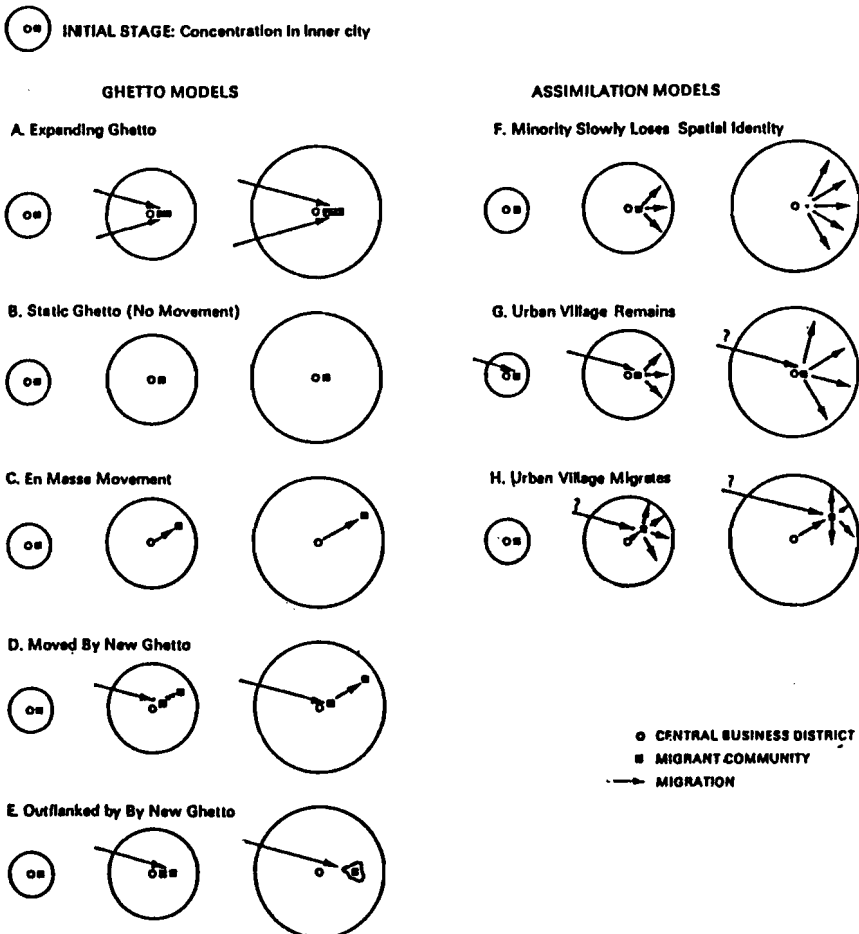 INITIAL STAGE: Concentration in inner city
GHETTO MODELS
A. Expanding Ghetto
B. Static Ghetto (No Movement)
C. En Masse Movement
D. Moved By New Ghetto
E. Outflanked by By New Ghetto
ASSIMILATION MODELS
F. Minority Slowly Loses Spatial Identity
G. Urban Village Remains
?
H. Urban Village Migrates
?
?
CENTRAL BUSINESS DISTRICT
MIGRANT COMMUNITY
MIGRATION